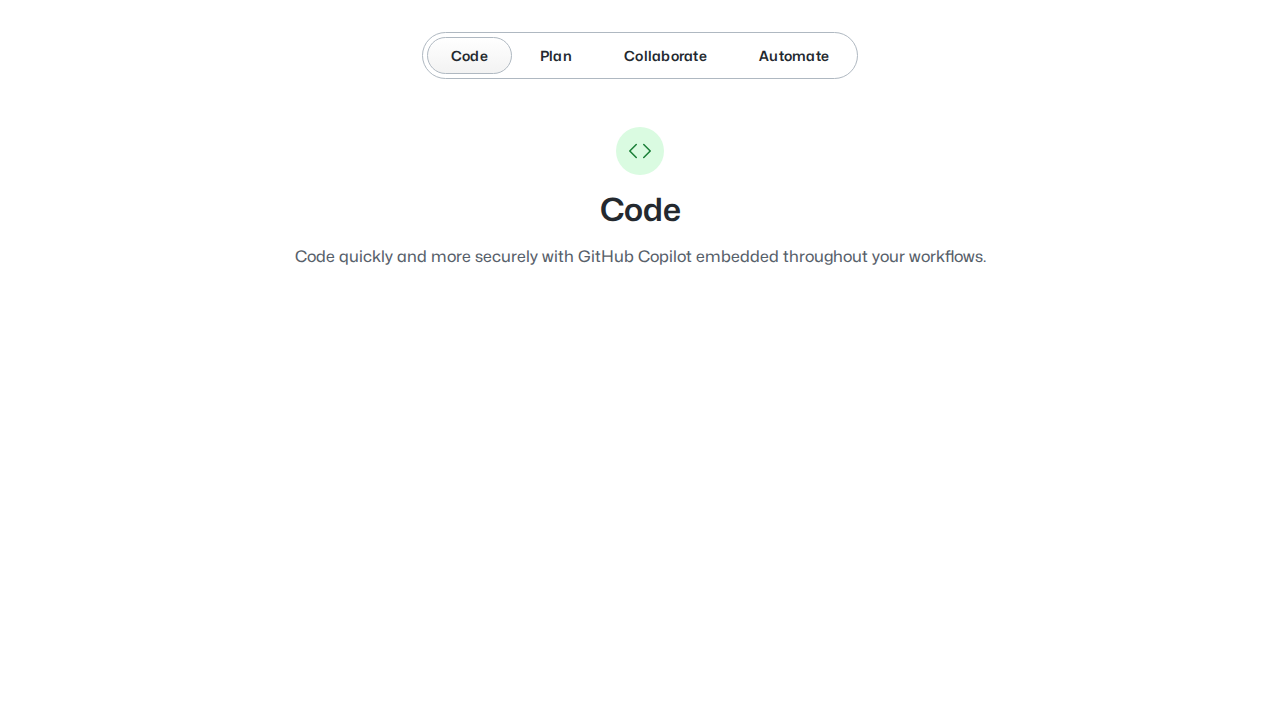 Code Plan Collaborate Automate
Code
Code quickly and more securely with GitHub Copilot embedded throughout your workflows.